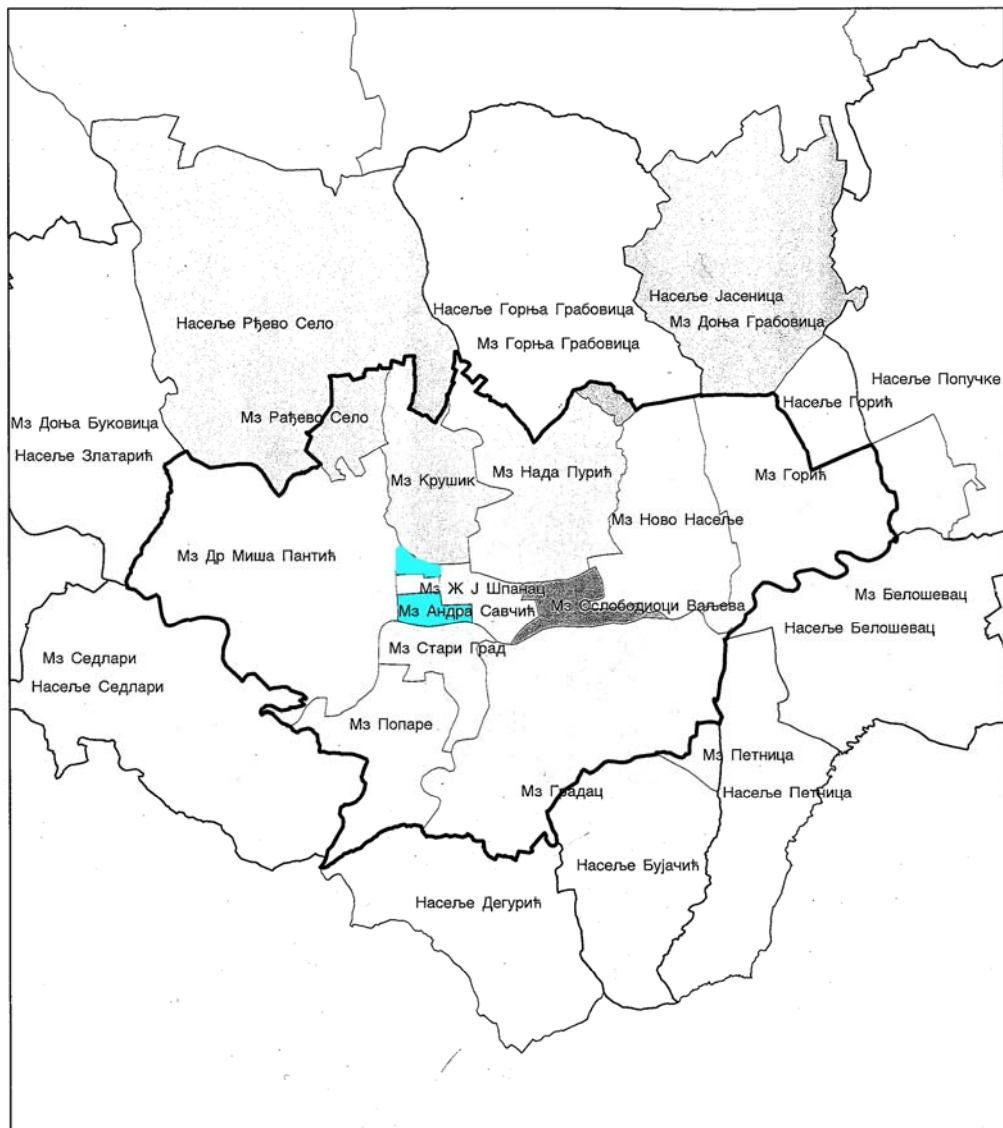 Насеље Горња Грабовица
Мз Горња Грабовица
Насеље Јасеница
Мз Доња Грабовица
Насеље Рђево Село
Насеље Попучке
Насеље Горић
Мз Доња Буковица
Насеље Златарић
Мз Рађево Село
Мз Крушик
Мз Нада Пурић
Мз Горић
Мз Ново Насеље
Мз Др Миша Пантић
Мз Ж Ј Шпанац
Мз Андра Савчић
Мз Ослободиоци Ваљева
Мз Белошевац
Насеље Белошевац
Мз Стари Град
Мз Седлари
Насеље Седлари
Мз Попаре
Мз Петница
Насеље Петница
Мз Градац
Насеље Бујачић
Насеље Дегурић